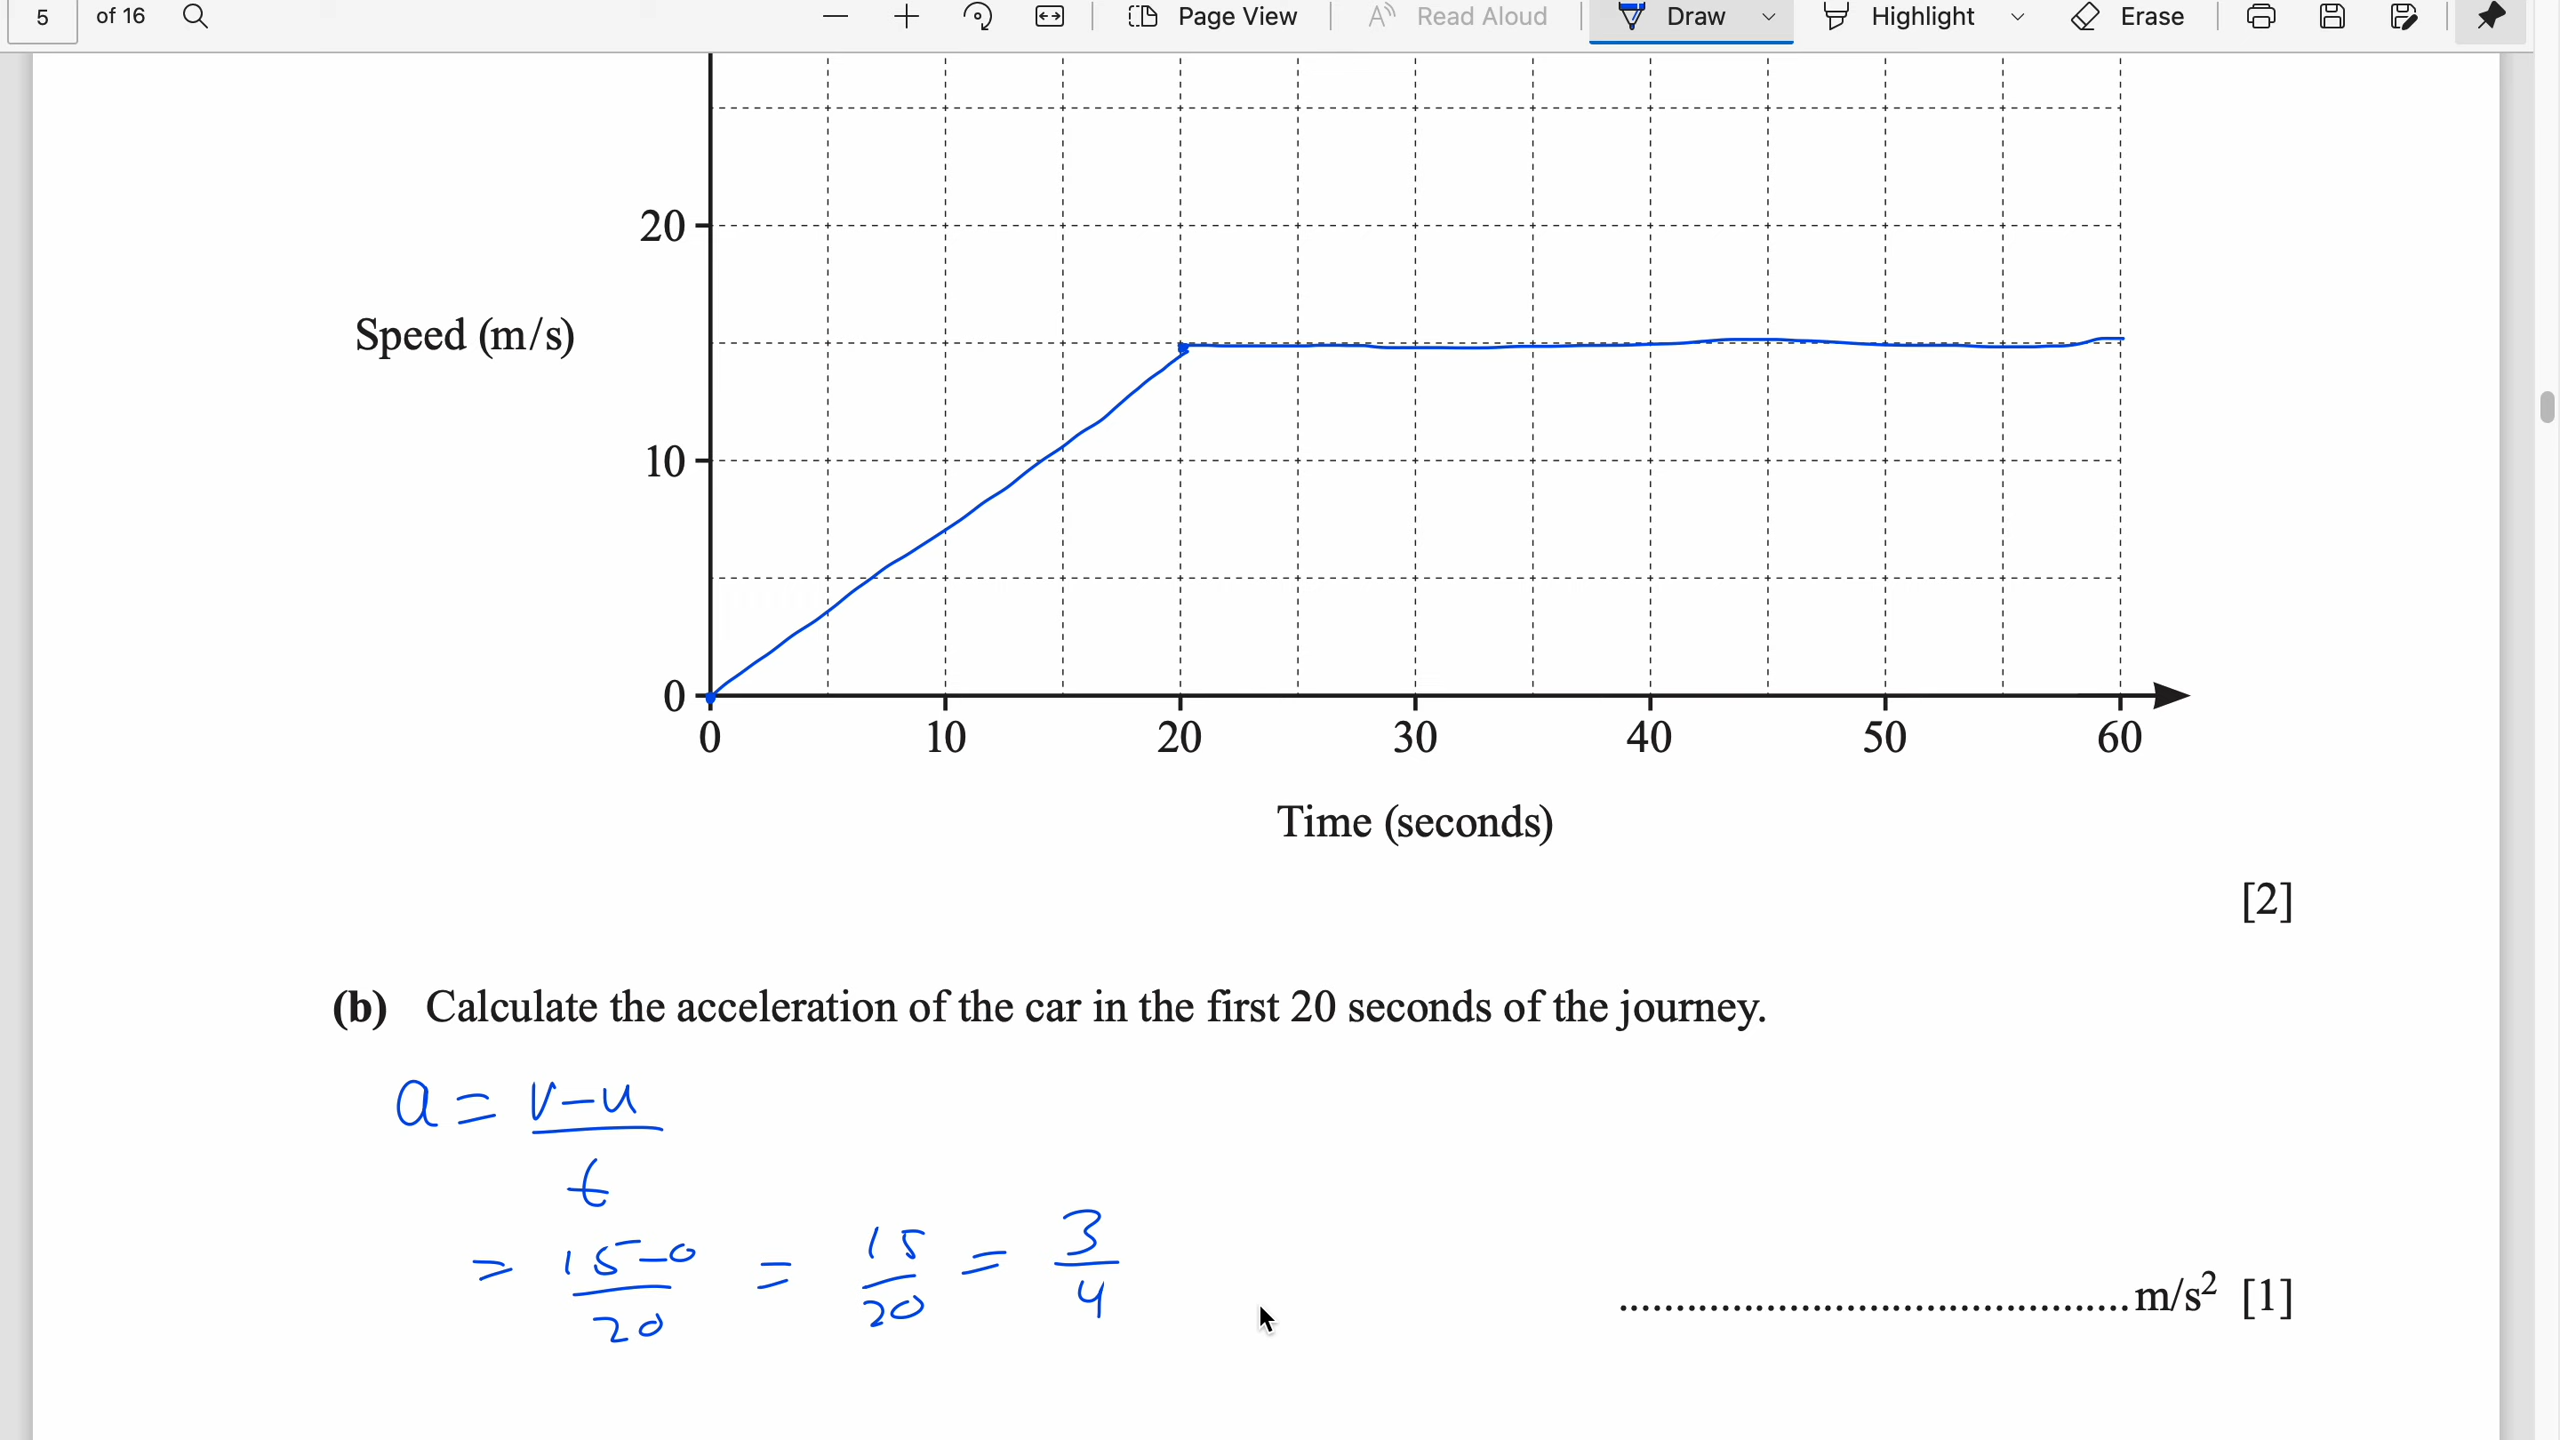 5 of 16 Page View Read Aloud Draw Highlight Erase
20
Speed (m/s)
10
0
0 10 20 30 40 50 60
Time (seconds)
[2]
(b) Calculate the acceleration of the car in the first 20 seconds of the journey.
a = v-u
t
= 15-0 = 15 = 3
20 20 4
........................................ m/s² [1]